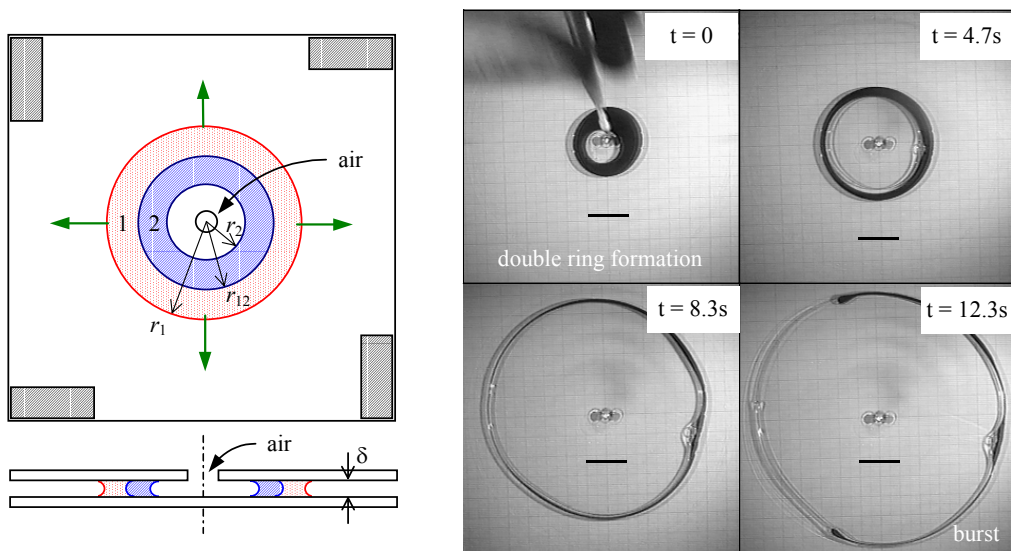 air
1
2
r2
r12
r1
air
δ
t = 0
double ring formation
t = 4.7s
t = 8.3s
t = 12.3s
burst